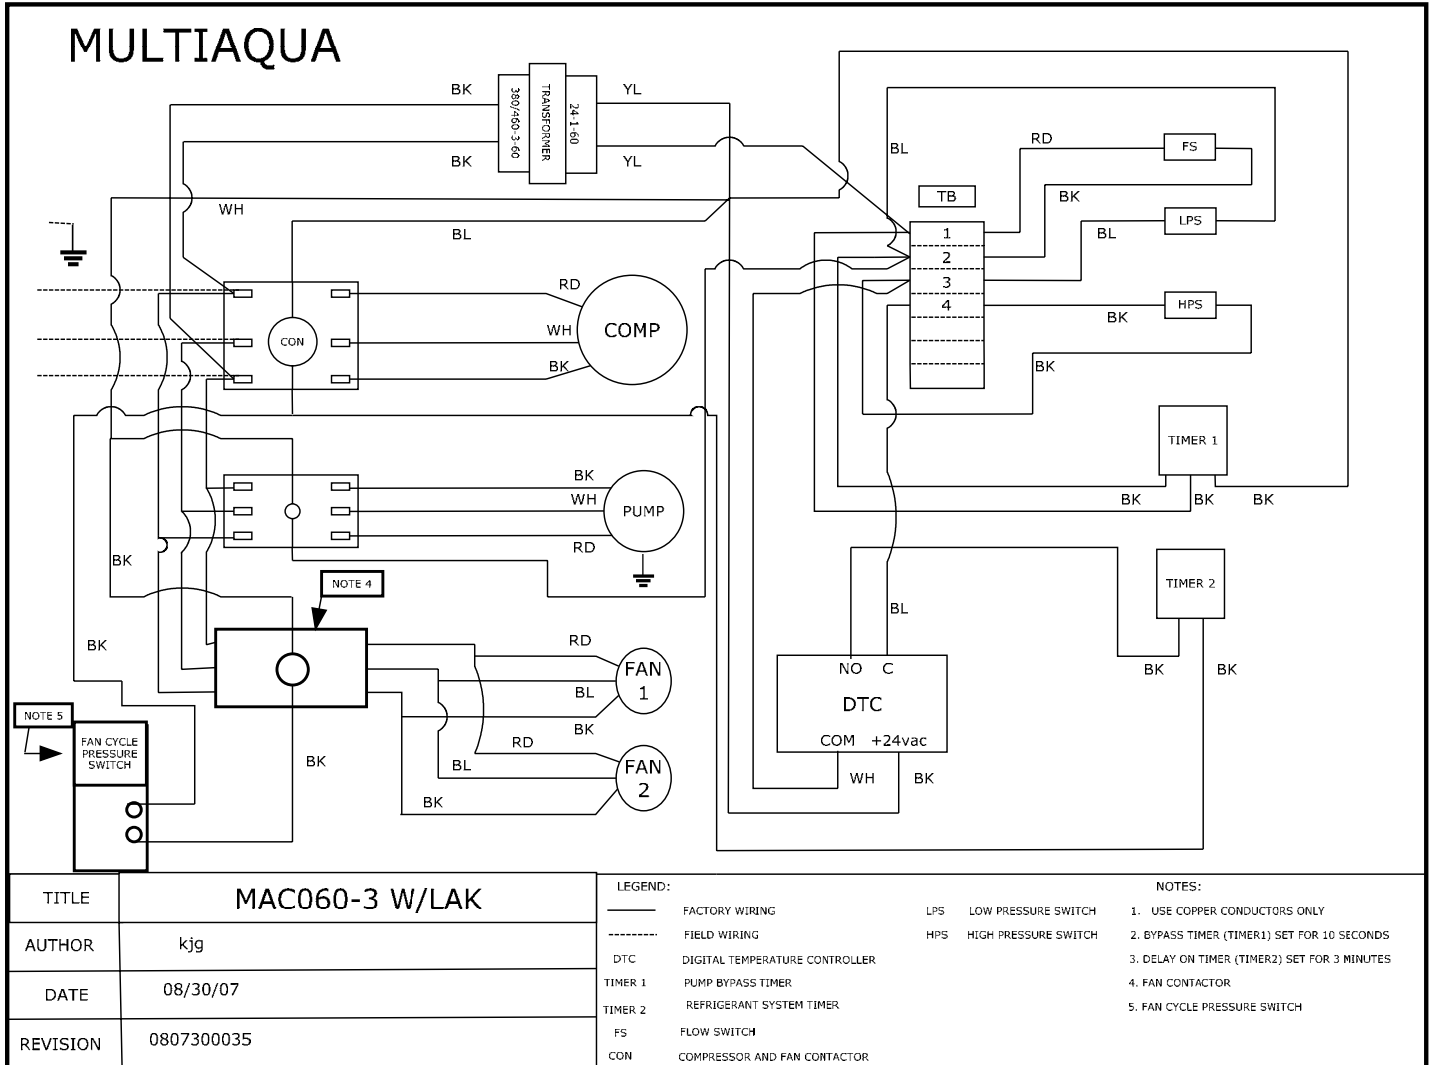 MULTIAQUA
BK
380/460-3-60
TRANSFORMER
24-1-60
YL
BK
YL
WH
BL
BL
RD
FS
TB
BK
LPS
BL
1
2
3
4
HPS
BK
BK
CON
RD
WH
BK
COMP
TIMER 1
BK
BK
BK
BK
WH
RD
PUMP
BK
NOTE 4
TIMER 2
BL
BK
BK
BK
RD
BL
BK
FAN
1
NO C
DTC
COM +24vac
WH
BK
NOTE 5
FAN CYCLE
PRESSURE
SWITCH
BK
RD
BL
BK
FAN
2
TITLE
MAC060-3 W/LAK
AUTHOR
kjg
DATE
08/30/07
REVISION
0807300035
LEGEND:
FACTORY WIRING
FIELD WIRING
DTC DIGITAL TEMPERATURE CONTROLLER
TIMER 1 PUMP BYPASS TIMER
TIMER 2 REFRIGERANT SYSTEM TIMER
FS FLOW SWITCH
CON COMPRESSOR AND FAN CONTACTOR
LPS LOW PRESSURE SWITCH
HPS HIGH PRESSURE SWITCH
NOTES:
1. USE COPPER CONDUCTORS ONLY
2. BYPASS TIMER (TIMER1) SET FOR 10 SECONDS
3. DELAY ON TIMER (TIMER2) SET FOR 3 MINUTES
4. FAN CONTACTOR
5. FAN CYCLE PRESSURE SWITCH